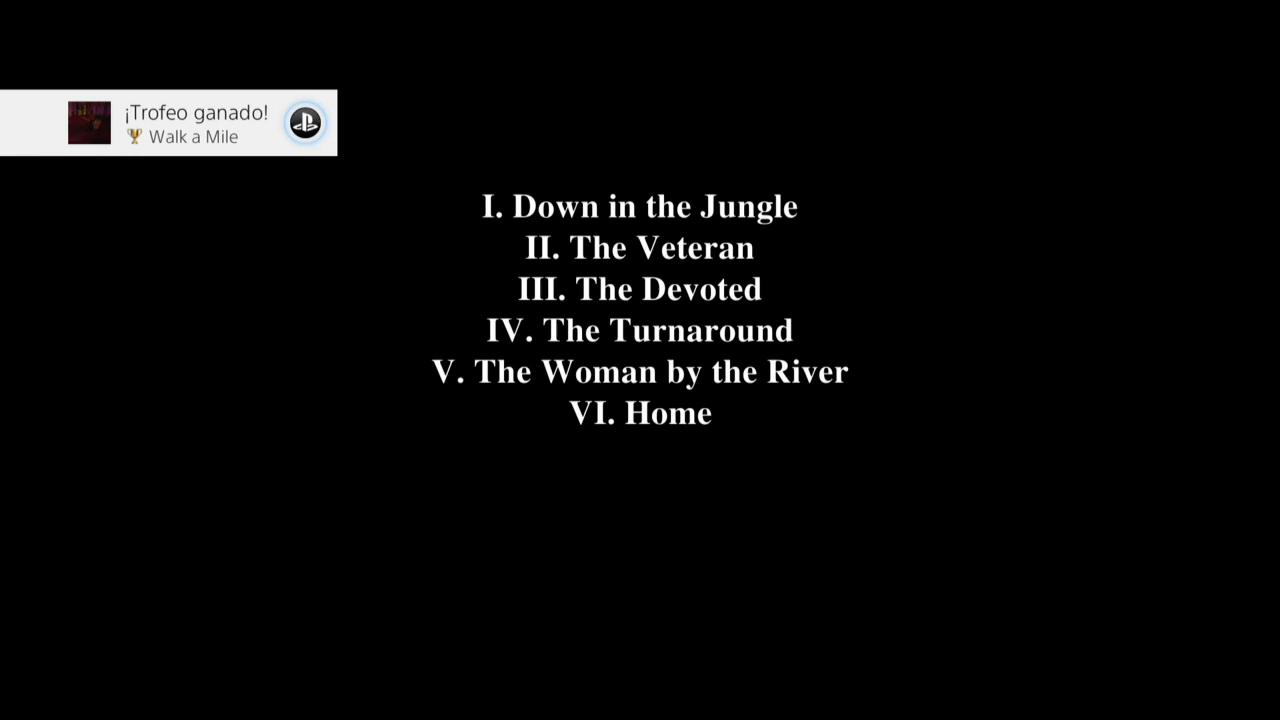 ¡Trofeo ganado!
Walk a Mile
I. Down in the Jungle
II. The Veteran
III. The Devoted
IV. The Turnaround
V. The Woman by the River
VI. Home